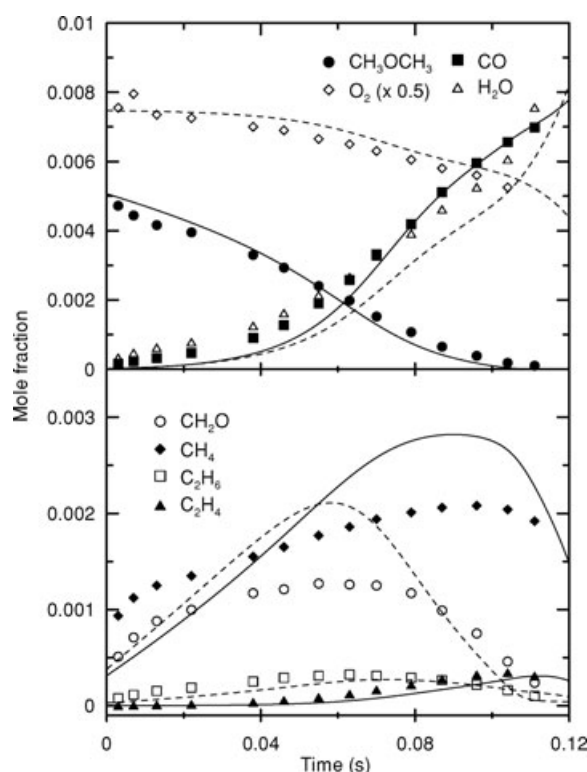 0.01
0.008
0.006
0.004
0.002
0
CH₃OCH₃
CO
O₂ (x 0.5)
H₂O
Mole fraction
0.003
0.002
0.001
0
CH₂O
CH₄
C₂H₆
C₂H₄
0 0.04 0.08 0.12
Time (s)